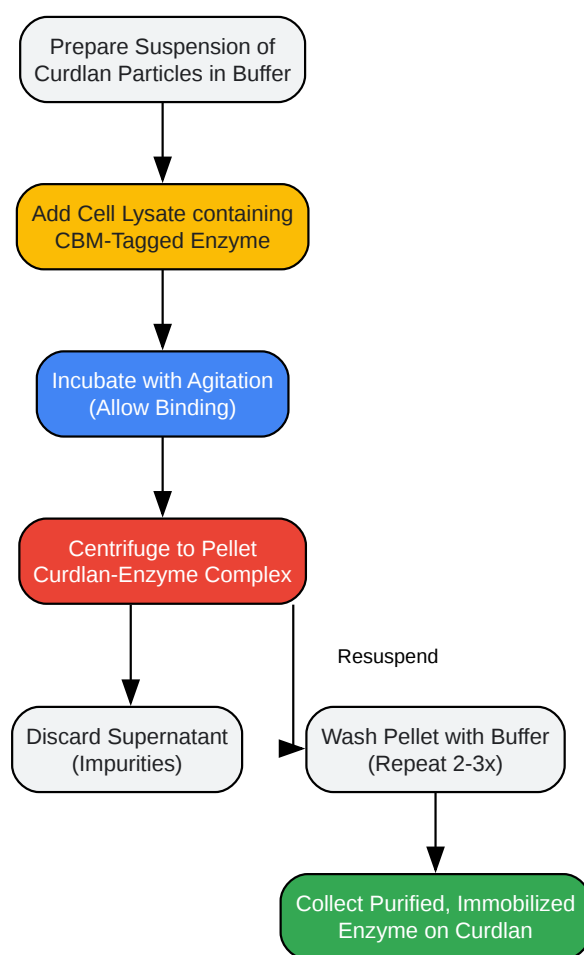 Prepare Suspension of
Curdlan Particles in Buffer
Add Cell Lysate containing
CBM-Tagged Enzyme
Incubate with Agitation
(Allow Binding)
Centrifuge to Pellet
Curdlan-Enzyme Complex
Resuspend
Discard Supernatant
(Impurities)
Wash Pellet with Buffer
(Repeat 2-3x)
Collect Purified, Immobilized
Enzyme on Curdlan